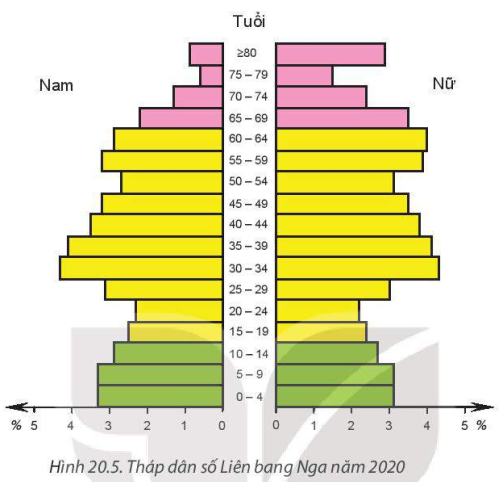 Tuổi
Nam
Nữ
≥80
75 – 79
70 – 74
65 – 69
60 – 64
55 – 59
50 – 54
45 – 49
40 – 44
35 – 39
30 – 34
25 – 29
20 – 24
15 – 19
10 – 14
5 – 9
0 – 4
% 5 4 3 2 1 0 0 1 2 3 4 5 %
Hình 20.5. Tháp dân số Liên bang Nga năm 2020